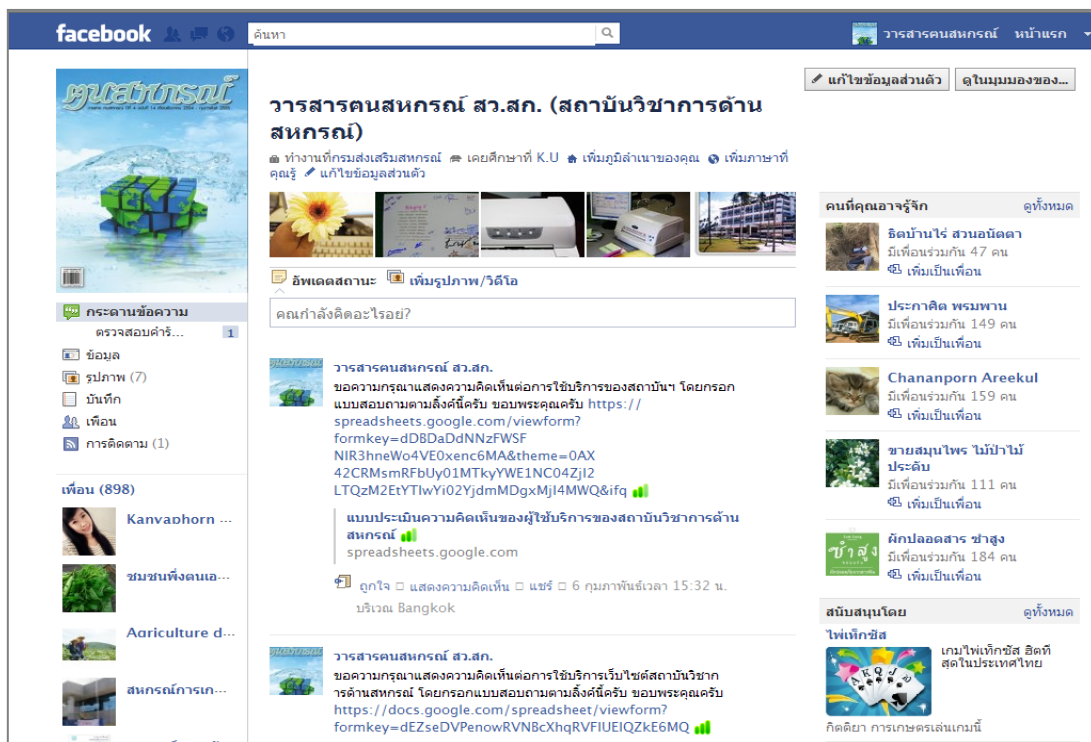 facebook
ค้นหา
วารสารฅนสหกรณ์ หน้าแรก
แก้ไขข้อมูลส่วนตัว
ดูในมุมมองของ...
ฅนสหกรณ์
วารสารฅนสหกรณ์ สว.สก. (สถาบันวิชาการด้าน
สหกรณ์)
ทำงานที่กรมส่งเสริมสหกรณ์ เคยศึกษาที่ K.U เพิ่มภูมิลำเนาของคุณ เพิ่มภาษาที่
คุณรู้ แก้ไขข้อมูลส่วนตัว
อัพเดตสถานะ เพิ่มรูปภาพ/วิดีโอ
คุณกำลังคิดอะไรอยู่?
กระดานข้อความ
ตรวจสอบคำรั... 1
ข้อมูล
รูปภาพ (7)
บันทึก
เพื่อน
การติดตาม (1)
เพื่อน (898)
Kanyaphorn ...
ชุมชนพึ่งตนเอ...
Agriculture d...
สหกรณ์การเก...
วารสารฅนสหกรณ์ สว.สก.
ขอความกรุณาแสดงความคิดเห็นต่อการใช้บริการของสถาบันฯ โดยกรอก
แบบสอบถามตามลิ้งค์นี้ครับ ขอบพระคุณครับ https://
spreadsheets.google.com/viewform?
formkey=dDBDaDdNNzFWSF
NIR3hneWo4VE0xenc6MA&theme=0AX
42CRMsmRFbUy01MTkyYWE1NC04ZjI2
LTQzM2EtYTIwYi02YjdmMDgxMjI4MWQ&ifq
แบบประเมินความคิดเห็นของผู้ใช้บริการของสถาบันวิชาการด้าน
สหกรณ์
spreadsheets.google.com
ถูกใจ □ แสดงความคิดเห็น □ แชร์ □ 6 กุมภาพันธ์เวลา 15:32 น.
บริเวณ Bangkok
วารสารฅนสหกรณ์ สว.สก.
ขอความกรุณาแสดงความคิดเห็นต่อการใช้บริการเว็บไซต์สถาบันวิชาก
ารด้านสหกรณ์ โดยกรอกแบบสอบถามตามลิ้งค์นี้ครับ ขอบพระคุณครับ
https://docs.google.com/spreadsheet/viewform?
formkey=dEZseDVPenowRVNBcXhqRVFIUEIQZkE6MQ
คนที่คุณอาจรู้จัก ดูทั้งหมด
ธิตบ้านไร่ สวนอนัตตา
มีเพื่อนร่วมกัน 47 คน
เพิ่มเป็นเพื่อน
ประกาศิต พรมพาน
มีเพื่อนร่วมกัน 149 คน
เพิ่มเป็นเพื่อน
Chananporn Areekul
มีเพื่อนร่วมกัน 159 คน
เพิ่มเป็นเพื่อน
ขายสมุนไพร ไม้ป่าไม้
ประดับ
มีเพื่อนร่วมกัน 111 คน
เพิ่มเป็นเพื่อน
ซำสูง
ผักปลอดสาร ซำสูง
มีเพื่อนร่วมกัน 184 คน
เพิ่มเป็นเพื่อน
สนับสนุนโดย ดูทั้งหมด
ไพ่เท็กซัส
เกมไพ่เท็กซัส ฮิตที่
สุดในประเทศไทย
กิตติยา การเกษตรเล่นเกมนี้